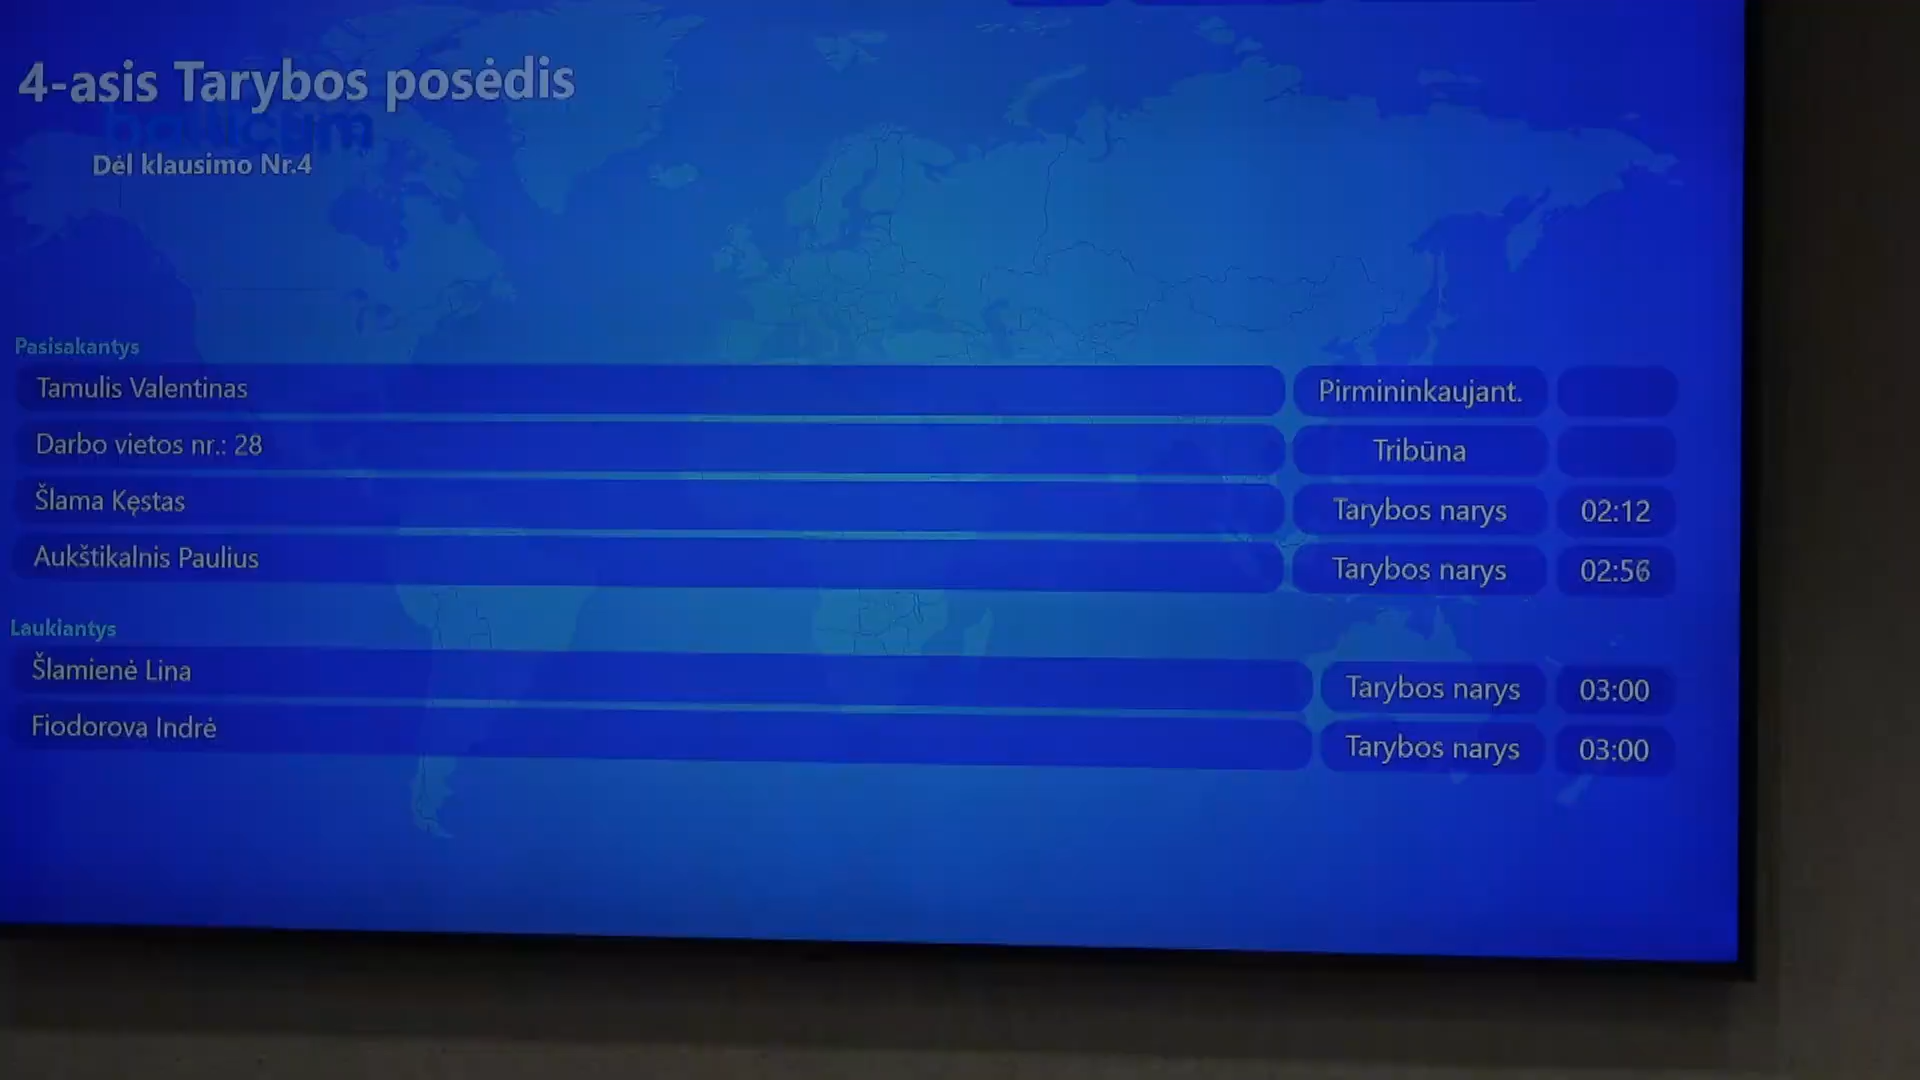 4-asis Tarybos posėdis
balticum
Dėl klausimo Nr.4
Pasisakantys
Tamulis Valentinas Pirmininkaujant.
Darbo vietos nr.: 28 Tribūna
Šlama Kęstas Tarybos narys 02:12
Aukštikalnis Paulius Tarybos narys 02:56
Laukiantys
Šlamienė Lina Tarybos narys 03:00
Fiodorova Indrė Tarybos narys 03:00